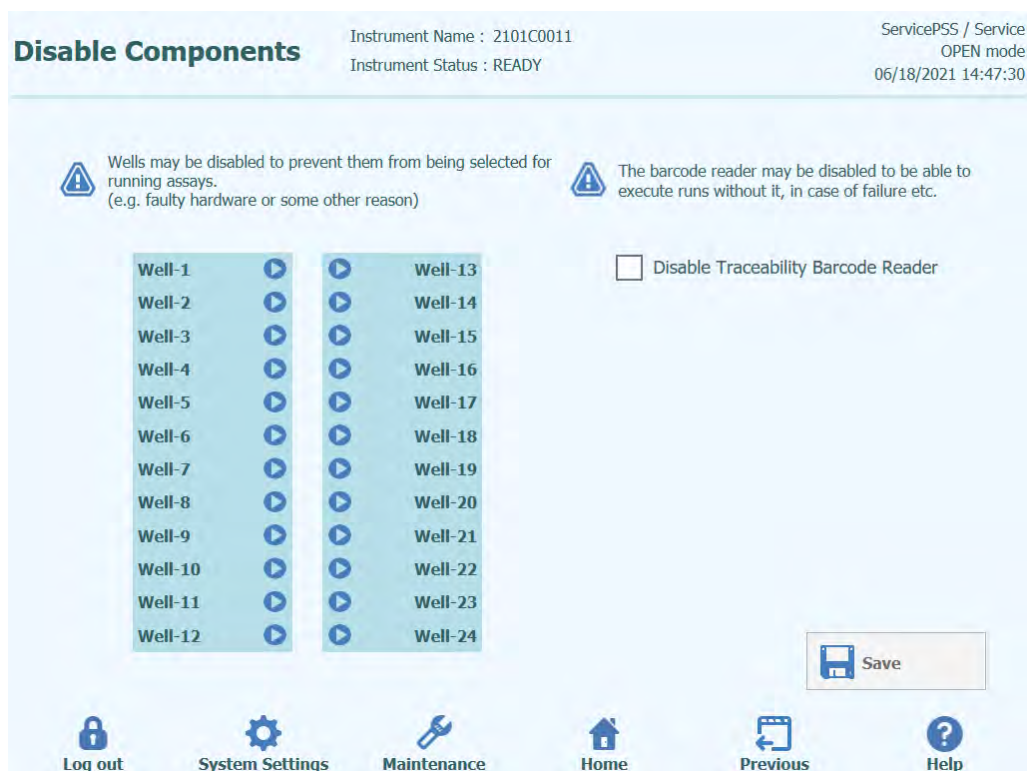 Disable Components
Instrument Name : 2101C0011
Instrument Status : READY
ServicePSS / Service
OPEN mode
06/18/2021 14:47:30
Wells may be disabled to prevent them from being selected for
running assays.
(e.g. faulty hardware or some other reason)
The barcode reader may be disabled to be able to
execute runs without it, in case of failure etc.
Well-1 Well-13
Well-2 Well-14
Well-3 Well-15
Well-4 Well-16
Well-5 Well-17
Well-6 Well-18
Well-7 Well-19
Well-8 Well-20
Well-9 Well-21
Well-10 Well-22
Well-11 Well-23
Well-12 Well-24
Disable Traceability Barcode Reader
Save
Log out System Settings Maintenance Home Previous Help